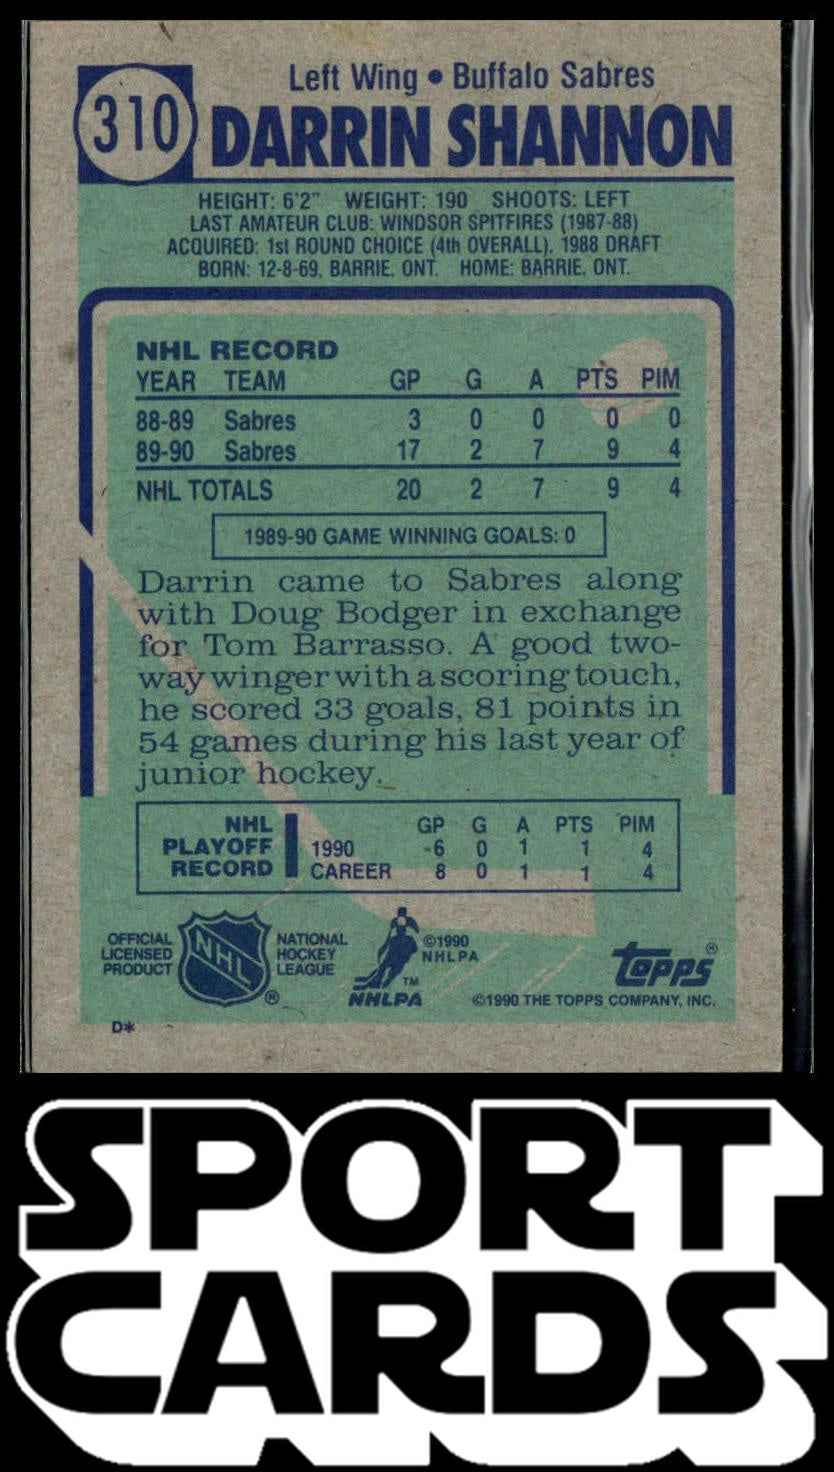 310
Left Wing • Buffalo Sabres
DARRIN SHANNON
HEIGHT: 6'2" WEIGHT: 190 SHOOTS: LEFT
LAST AMATEUR CLUB: WINDSOR SPITFIRES (1987-88)
ACQUIRED: 1st ROUND CHOICE (4th OVERALL), 1988 DRAFT
BORN: 12-8-69, BARRIE, ONT. HOME: BARRIE, ONT.
NHL RECORD
YEAR TEAM GP G A PTS PIM
88-89 Sabres 3 0 0 0 0
89-90 Sabres 17 2 7 9 4
NHL TOTALS 20 2 7 9 4
1989-90 GAME WINNING GOALS: 0
Darrin came to Sabres along
with Doug Bodger in exchange
for Tom Barrasso. A good two-
way winger with a scoring touch,
he scored 33 goals, 81 points in
54 games during his last year of
junior hockey.
NHL PLAYOFF RECORD
GP G A PTS PIM
1990 6 0 1 1 4
CAREER 8 0 1 1 4
OFFICIAL LICENSED PRODUCT
NHL ®
NATIONAL HOCKEY LEAGUE
NHLPA ™
©1990 NHLPA
topps ®
©1990 THE TOPPS COMPANY, INC.
D*
SPORT
CARDS